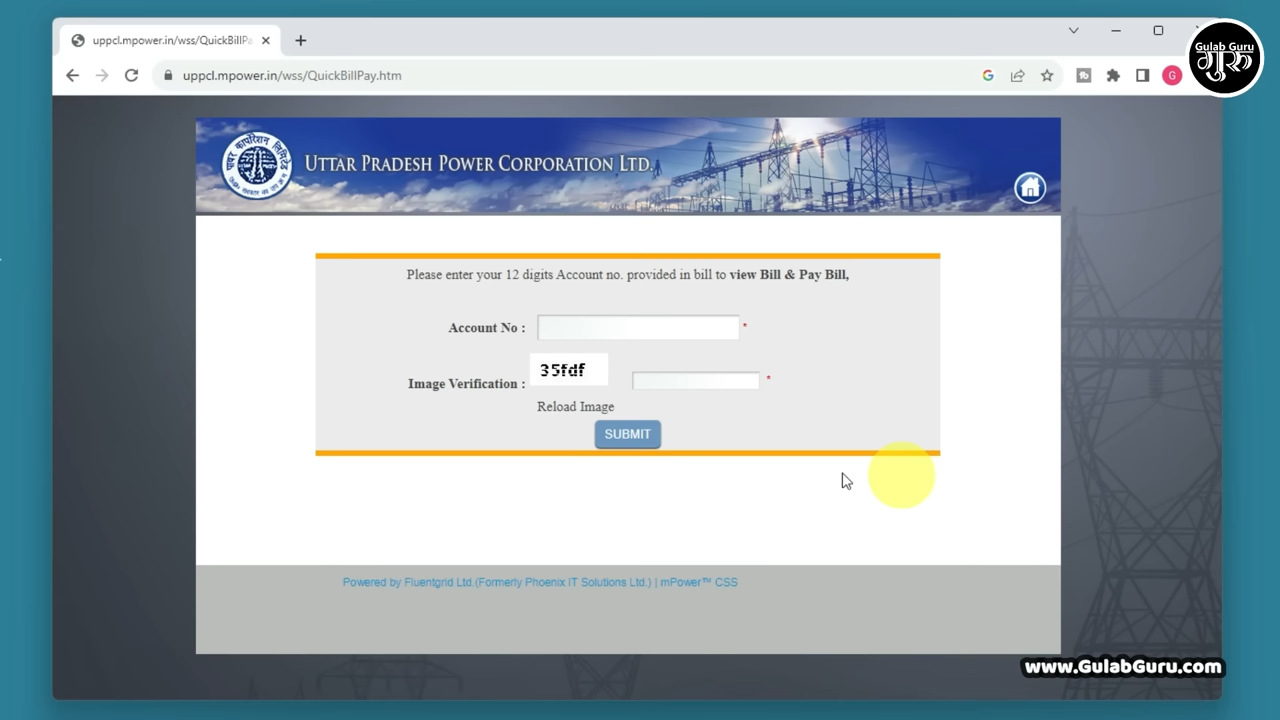 uppcl.mpower.in/wss/QuickBillPa
uppcl.mpower.in/wss/QuickBillPay.htm
Gulab Guru
गुरू
G
UTTAR PRADESH POWER CORPORATION LTD.
Please enter your 12 digits Account no. provided in bill to view Bill & Pay Bill,
Account No : *
Image Verification : 35fdf *
Reload Image
SUBMIT
Powered by Fluentgrid Ltd.(Formerly Phoenix IT Solutions Ltd.) | mPower™ CSS
www.GulabGuru.com